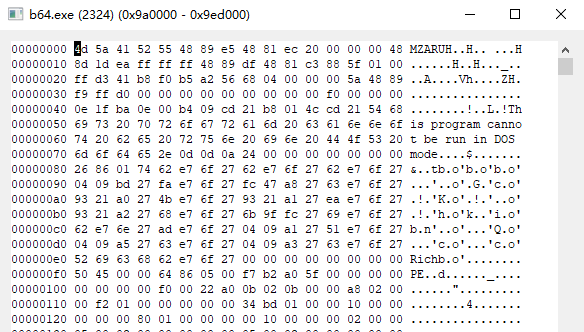 b64.exe (2324) (0x9a0000 - 0x9ed000)
00000000 4d 5a 41 52 55 48 89 e5 48 81 ec 20 00 00 00 48 MZARUH..H.. ...H
00000010 8d 1d ea ff ff ff 48 89 df 48 81 c3 88 5f 01 00 ......H..H..._..
00000020 ff d3 41 b8 f0 b5 a2 56 68 04 00 00 00 5a 48 89 ..A....Vh....ZH.
00000030 f9 ff d0 00 00 00 00 00 00 00 00 00 f0 00 00 00 ................
00000040 0e 1f ba 0e 00 b4 09 cd 21 b8 01 4c cd 21 54 68 ........!..L.!Th
00000050 69 73 20 70 72 6f 67 72 61 6d 20 63 61 6e 6e 6f is program canno
00000060 74 20 62 65 20 72 75 6e 20 69 6e 20 44 4f 53 20 t be run in DOS
00000070 6d 6f 64 65 2e 0d 0d 0a 24 00 00 00 00 00 00 00 mode....$.......
00000080 26 86 01 74 62 e7 6f 27 62 e7 6f 27 62 e7 6f 27 &..tb.o'b.o'b.o'
00000090 04 09 bd 27 fa e7 6f 27 fc 47 a8 27 63 e7 6f 27 ...'..o'.G.'c.o'
000000a0 93 21 a0 27 4b e7 6f 27 93 21 a1 27 ea e7 6f 27 .!.'K.o'.!.'..o'
000000b0 93 21 a2 27 68 e7 6f 27 6b 9f fc 27 69 e7 6f 27 .!.'h.o'k..'i.o'
000000c0 62 e7 6e 27 ad e7 6f 27 04 09 a1 27 51 e7 6f 27 b.n'..o'...'Q.o'
000000d0 04 09 a5 27 63 e7 6f 27 04 09 a3 27 63 e7 6f 27 ...'c.o'...'c.o'
000000e0 52 69 63 68 62 e7 6f 27 00 00 00 00 00 00 00 00 Richb.o'........
000000f0 50 45 00 00 64 86 05 00 f7 b2 a0 5f 00 00 00 00 PE..d......_....
00000100 00 00 00 00 f0 00 22 a0 0b 02 0b 00 00 a8 02 00 ......".........
00000110 00 f2 01 00 00 00 00 00 34 bd 01 00 00 10 00 00 ........4.......
00000120 00 00 00 80 01 00 00 00 00 10 00 00 00 02 00 00 ................